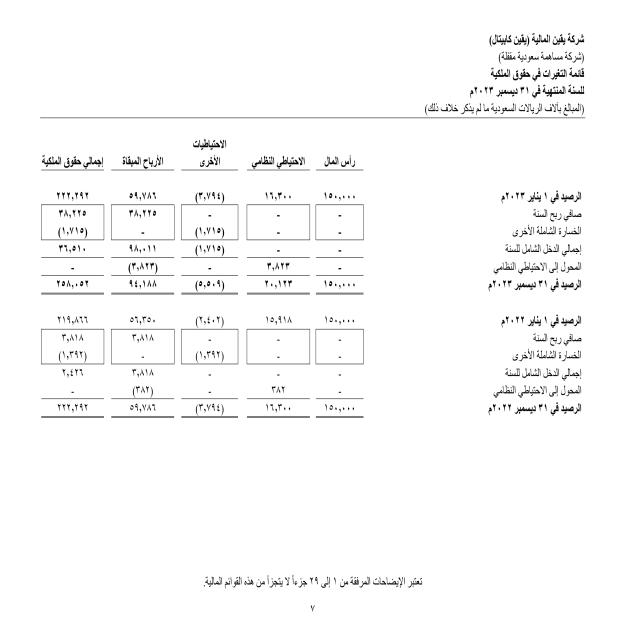 شركة يقين المالية (يقين كابيتال)
(شركة مساهمة سعودية مقفلة)
قائمة التغيرات في حقوق الملكية
للسنة المنتهية في ٣١ ديسمبر ٢٠٢٣م
(المبالغ بآلاف الريالات السعودية ما لم يذكر خلاف ذلك)
رأس المال الاحتياطي النظامي الاحتياطيات الأخرى الأرباح المبقاة إجمالي حقوق الملكية
الرصيد في ١ يناير ٢٠٢٣م ١٥٠,٠٠٠ ١٦,٣٠٠ (٣,٧٩٤) ٥٩,٧٨٦ ٢٢٢,٢٩٢
صافي ربح السنة - - - ٣٨,٢٢٥ ٣٨,٢٢٥
الخسارة الشاملة الأخرى - - (١,٧١٥) - (١,٧١٥)
إجمالي الدخل الشامل للسنة - - (١,٧١٥) ٩٨,٠١١ ٣٦,٥١٠
المحول إلى الاحتياطي النظامي - ٣,٨٢٣ - (٣,٨٢٣) -
الرصيد في ٣١ ديسمبر ٢٠٢٣م ١٥٠,٠٠٠ ٢٠,١٢٣ (٥,٥٠٩) ٩٤,١٨٨ ٢٥٨,٠٥٢
الرصيد في ١ يناير ٢٠٢٢م ١٥٠,٠٠٠ ١٥,٩١٨ (٢,٤٠٢) ٥٦,٣٥٠ ٢١٩,٨٦٦
صافي ربح السنة - - - ٣,٨١٨ ٣,٨١٨
الخسارة الشاملة الأخرى - - (١,٣٩٢) - (١,٣٩٢)
إجمالي الدخل الشامل للسنة - - - ٣,٨١٨ ٢,٤٢٦
المحول إلى الاحتياطي النظامي - ٣٨٢ - (٣٨٢) -
الرصيد في ٣١ ديسمبر ٢٠٢٢م ١٥٠,٠٠٠ ١٦,٣٠٠ (٣,٧٩٤) ٥٩,٧٨٦ ٢٢٢,٢٩٢
تعتبر الإيضاحات المرفقة من ١ إلى ٢٩ جزءاً لا يتجزأ من هذه القوائم المالية.
٧